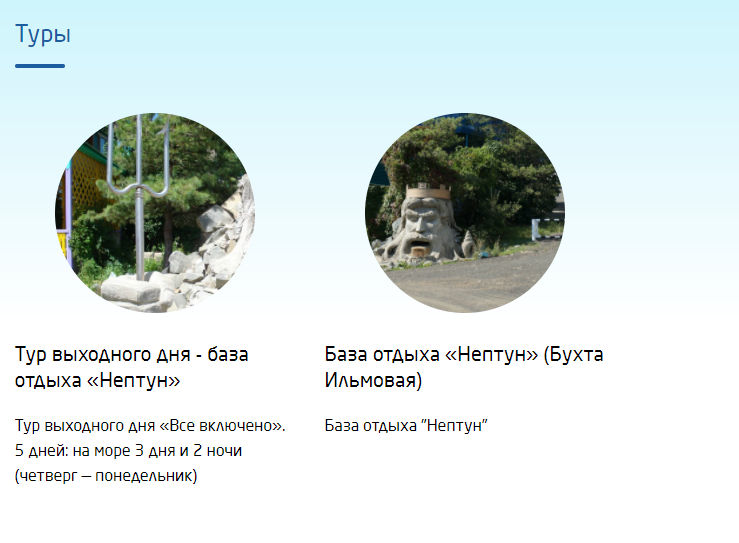 Туры
Тур выходного дня - база
отдыха «Нептун»
Тур выходного дня «Все включено».
5 дней: на море 3 дня и 2 ночи
(четверг — понедельник)
База отдыха «Нептун» (Бухта
Ильмовая)
База отдыха "Нептун"